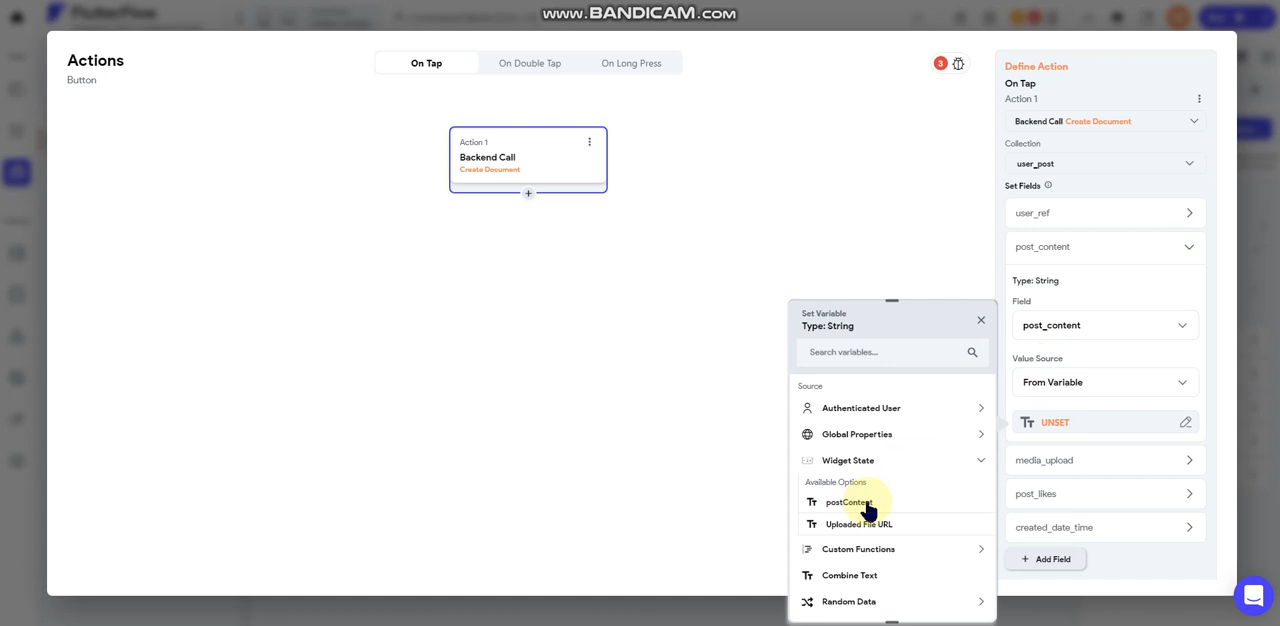 www.BANDICAM.com
FlutterFlow
Actions
Button
On Tap
On Double Tap
On Long Press
3
Action 1
Backend Call
Create Document
Define Action
On Tap
Action 1
Backend Call Create Document
Collection
user_post
Set Fields
user_ref
post_content
Type: String
Field
post_content
Value Source
From Variable
UNSET
media_upload
post_likes
created_date_time
+ Add Field
Set Variable
Type: String
Search variables...
Source
Authenticated User
Global Properties
Widget State
Available Options
postContent
Uploaded File URL
Custom Functions
Combine Text
Random Data